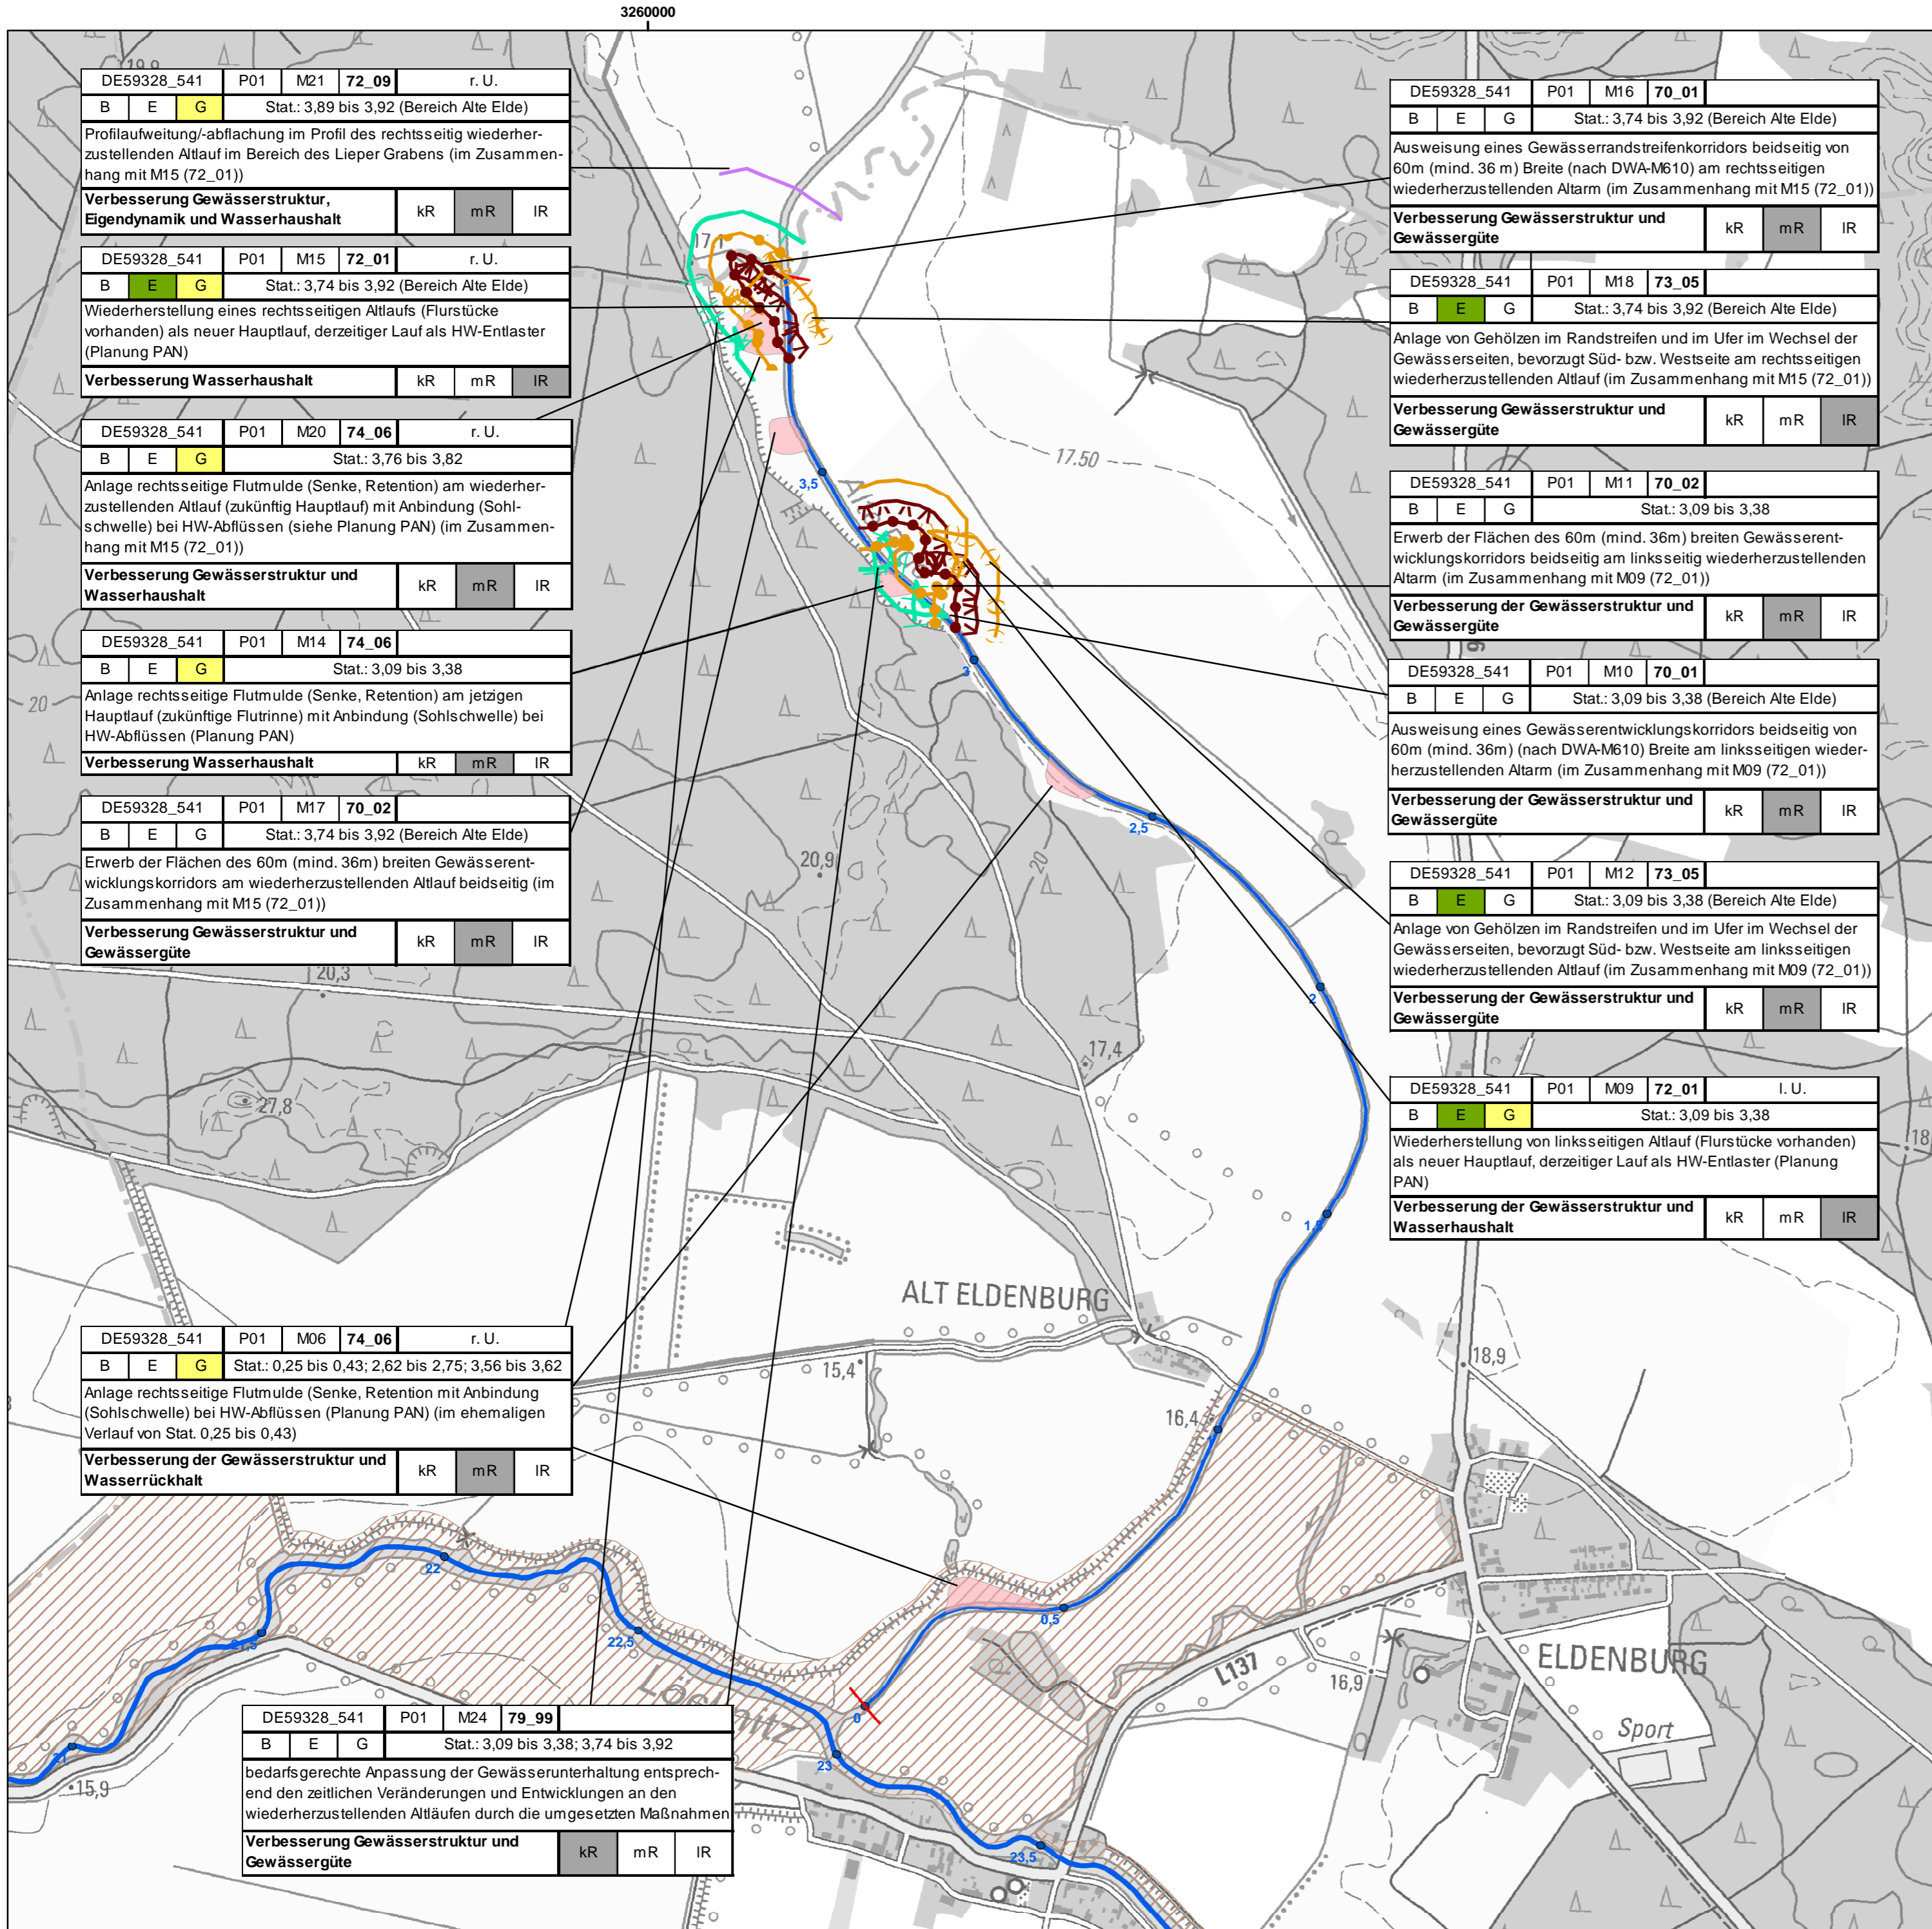 3260000
19,9
DE59328_541 P01 M21 72_09 r. U.
B E G Stat.: 3,89 bis 3,92 (Bereich Alte Elde)
Profilaufweitung/-abflachung im Profil des rechtsseitig wiederher-
zustellenden Altlauf im Bereich des Lieper Grabens (im Zusammen-
hang mit M15 (72_01))
Verbesserung Gewässerstruktur,
Eigendynamik und Wasserhaushalt kR mR lR
DE59328_541 P01 M15 72_01 r. U.
B E G Stat.: 3,74 bis 3,92 (Bereich Alte Elde)
Wiederherstellung eines rechtsseitigen Altlaufs (Flurstücke
vorhanden) als neuer Hauptlauf, derzeitiger Lauf als HW-Entlaster
(Planung PAN)
Verbesserung Wasserhaushalt kR mR lR
DE59328_541 P01 M20 74_06 r. U.
B E G Stat.: 3,76 bis 3,82
Anlage rechtsseitige Flutmulde (Senke, Retention) am wiederher-
zustellenden Altlauf (zukünftig Hauptlauf) mit Anbindung (Sohl-
schwelle) bei HW-Abflüssen (siehe Planung PAN) (im Zusammen-
hang mit M15 (72_01))
Verbesserung Gewässerstruktur und
Wasserhaushalt kR mR lR
DE59328_541 P01 M14 74_06
B E G Stat.: 3,09 bis 3,38
Anlage rechtsseitige Flutmulde (Senke, Retention) am jetzigen
Hauptlauf (zukünftige Flutrinne) mit Anbindung (Sohlschwelle) bei
HW-Abflüssen (Planung PAN)
Verbesserung Wasserhaushalt kR mR lR
DE59328_541 P01 M17 70_02
B E G Stat.: 3,74 bis 3,92 (Bereich Alte Elde)
Erwerb der Flächen des 60m (mind. 36m) breiten Gewässerent-
wicklungskorridors am wiederherzustellenden Altlauf beidseitig (im
Zusammenhang mit M15 (72_01))
Verbesserung Gewässerstruktur und
Gewässergüte kR mR lR
DE59328_541 P01 M06 74_06 r. U.
B E G Stat.: 0,25 bis 0,43; 2,62 bis 2,75; 3,56 bis 3,62
Anlage rechtsseitige Flutmulde (Senke, Retention mit Anbindung
(Sohlschwelle) bei HW-Abflüssen (Planung PAN) (im ehemaligen
Verlauf von Stat. 0,25 bis 0,43)
Verbesserung der Gewässerstruktur und
Wasserrückhalt kR mR lR
DE59328_541 P01 M24 79_99
B E G Stat.: 3,09 bis 3,38; 3,74 bis 3,92
bedarfsgerechte Anpassung der Gewässerunterhaltung entsprech-
end den zeitlichen Veränderungen und Entwicklungen an den
wiederherzustellenden Altläufen durch die umgesetzten Maßnahmen
Verbesserung Gewässerstruktur und
Gewässergüte kR mR lR
DE59328_541 P01 M16 70_01
B E G Stat.: 3,74 bis 3,92 (Bereich Alte Elde)
Ausweisung eines Gewässerrandstreifenkorridors beidseitig von
60m (mind. 36 m) Breite (nach DWA-M610) am rechtsseitigen
wiederherzustellenden Altarm (im Zusammenhang mit M15 (72_01))
Verbesserung Gewässerstruktur und
Gewässergüte kR mR lR
DE59328_541 P01 M18 73_05
B E G Stat.: 3,74 bis 3,92 (Bereich Alte Elde)
Anlage von Gehölzen im Randstreifen und im Ufer im Wechsel der
Gewässerseiten, bevorzugt Süd- bzw. Westseite am rechtsseitigen
wiederherzustellenden Altlauf (im Zusammenhang mit M15 (72_01))
Verbesserung Gewässerstruktur und
Gewässergüte kR mR lR
DE59328_541 P01 M11 70_02
B E G Stat.: 3,09 bis 3,38
Erwerb der Flächen des 60m (mind. 36m) breiten Gewässerent-
wicklungskorridors beidseitig am linksseitig wiederherzustellenden
Altarm (im Zusammenhang mit M09 (72_01))
Verbesserung der Gewässerstruktur und
Gewässergüte kR mR lR
DE59328_541 P01 M10 70_01
B E G Stat.: 3,09 bis 3,38 (Bereich Alte Elde)
Ausweisung eines Gewässerentwicklungskorridors beidseitig von
60m (mind. 36m) (nach DWA-M610) Breite am linksseitigen wieder-
herzustellenden Altarm (im Zusammenhang mit M09 (72_01))
Verbesserung der Gewässerstruktur und
Gewässergüte kR mR lR
DE59328_541 P01 M12 73_05
B E G Stat.: 3,09 bis 3,38 (Bereich Alte Elde)
Anlage von Gehölzen im Randstreifen und im Ufer im Wechsel der
Gewässerseiten, bevorzugt Süd- bzw. Westseite am linksseitigen
wiederherzustellenden Altlauf (im Zusammenhang mit M09 (72_01))
Verbesserung der Gewässerstruktur und
Gewässergüte kR mR lR
DE59328_541 P01 M09 72_01 l. U.
B E G Stat.: 3,09 bis 3,38
Wiederherstellung von linksseitigen Altlauf (Flurstücke vorhanden)
als neuer Hauptlauf, derzeitiger Lauf als HW-Entlaster (Planung
PAN)
Verbesserung der Gewässerstruktur und
Wasserhaushalt kR mR lR
17,1
17.50
3,5
3
20
20
20,9
2,5
2
20,3
17,4
27,8
18
1,5
ALT ELDENBURG
15,4
18,9
16,4
1
22
0,5
21,5
22,5
L137
16,9
ELDENBURG
Löcknitz
0
Sport
21
15,9
23
23,5